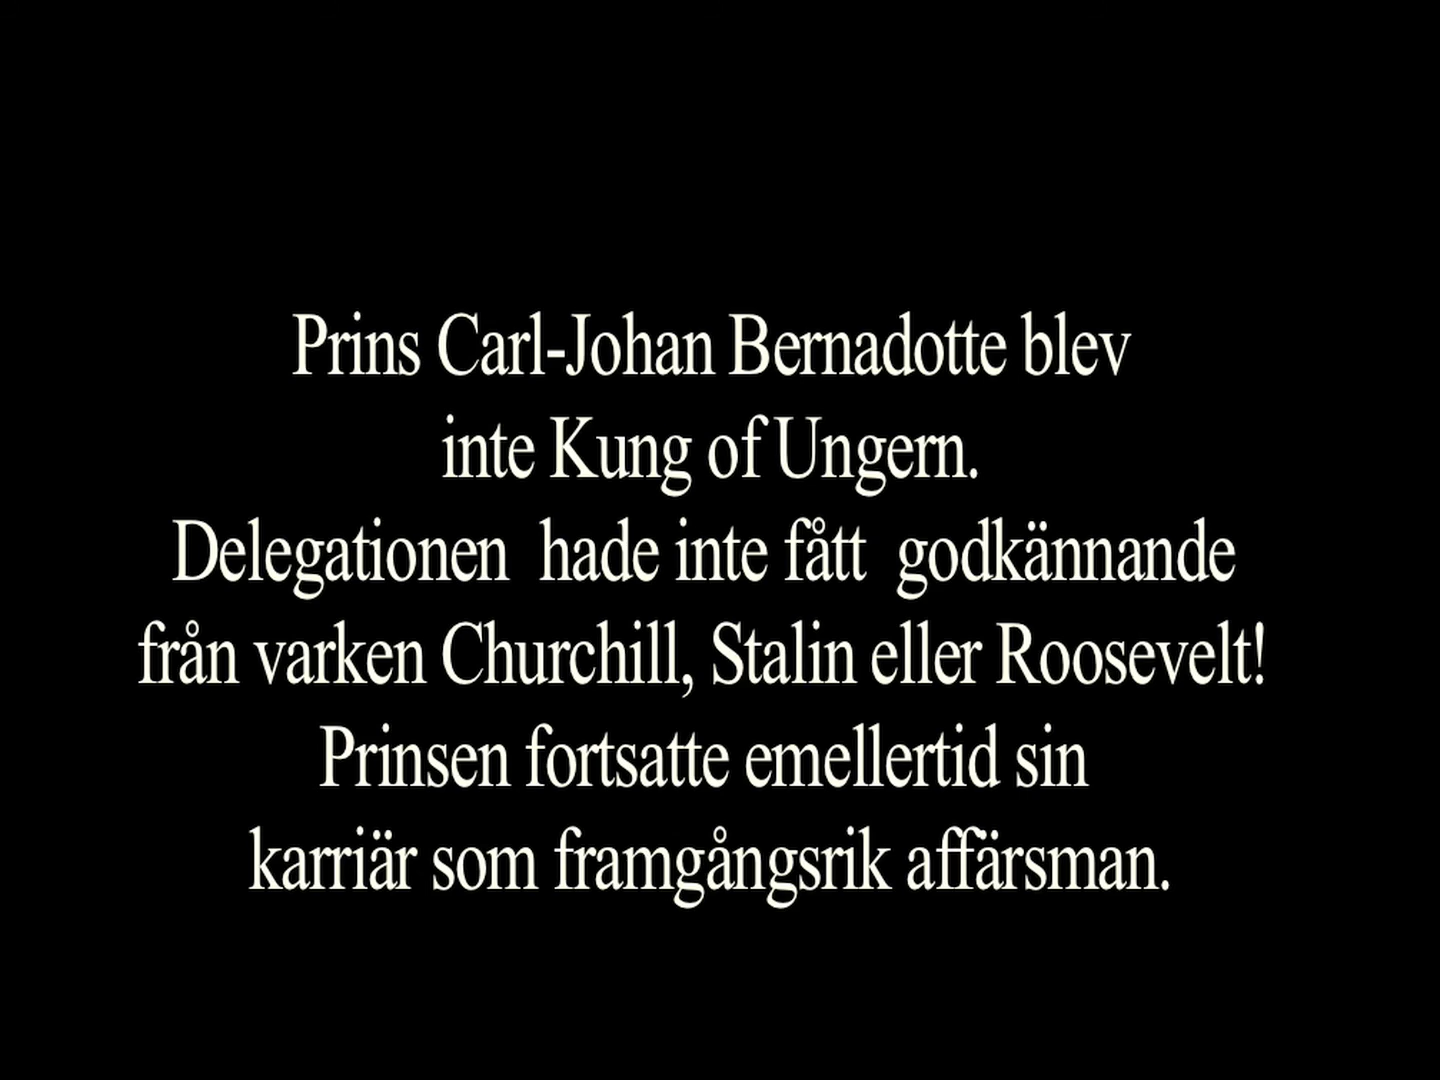 Prins Carl-Johan Bernadotte blev
inte Kung of Ungern.
Delegationen hade inte fått godkännande
från varken Churchill, Stalin eller Roosevelt!
Prinsen fortsatte emellertid sin
karriär som framgångsrik affärsman.